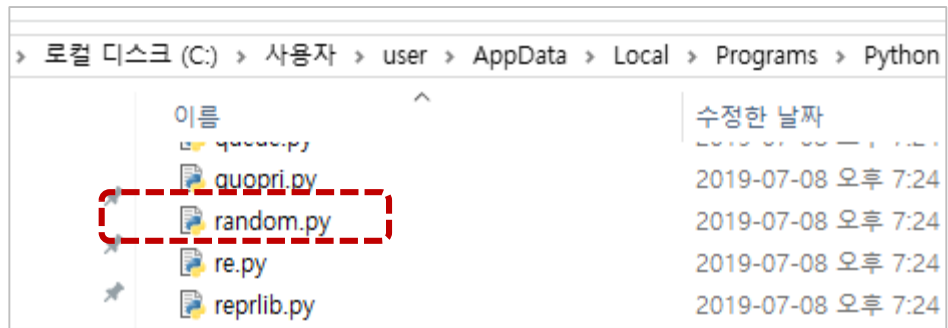 › 로컬 디스크 (C:) › 사용자 › user › AppData › Local › Programs › Python
이름 수정한 날짜
queue.py
quopri.py 2019-07-08 오후 7:24
random.py 2019-07-08 오후 7:24
re.py 2019-07-08 오후 7:24
reprlib.py 2019-07-08 오후 7:24